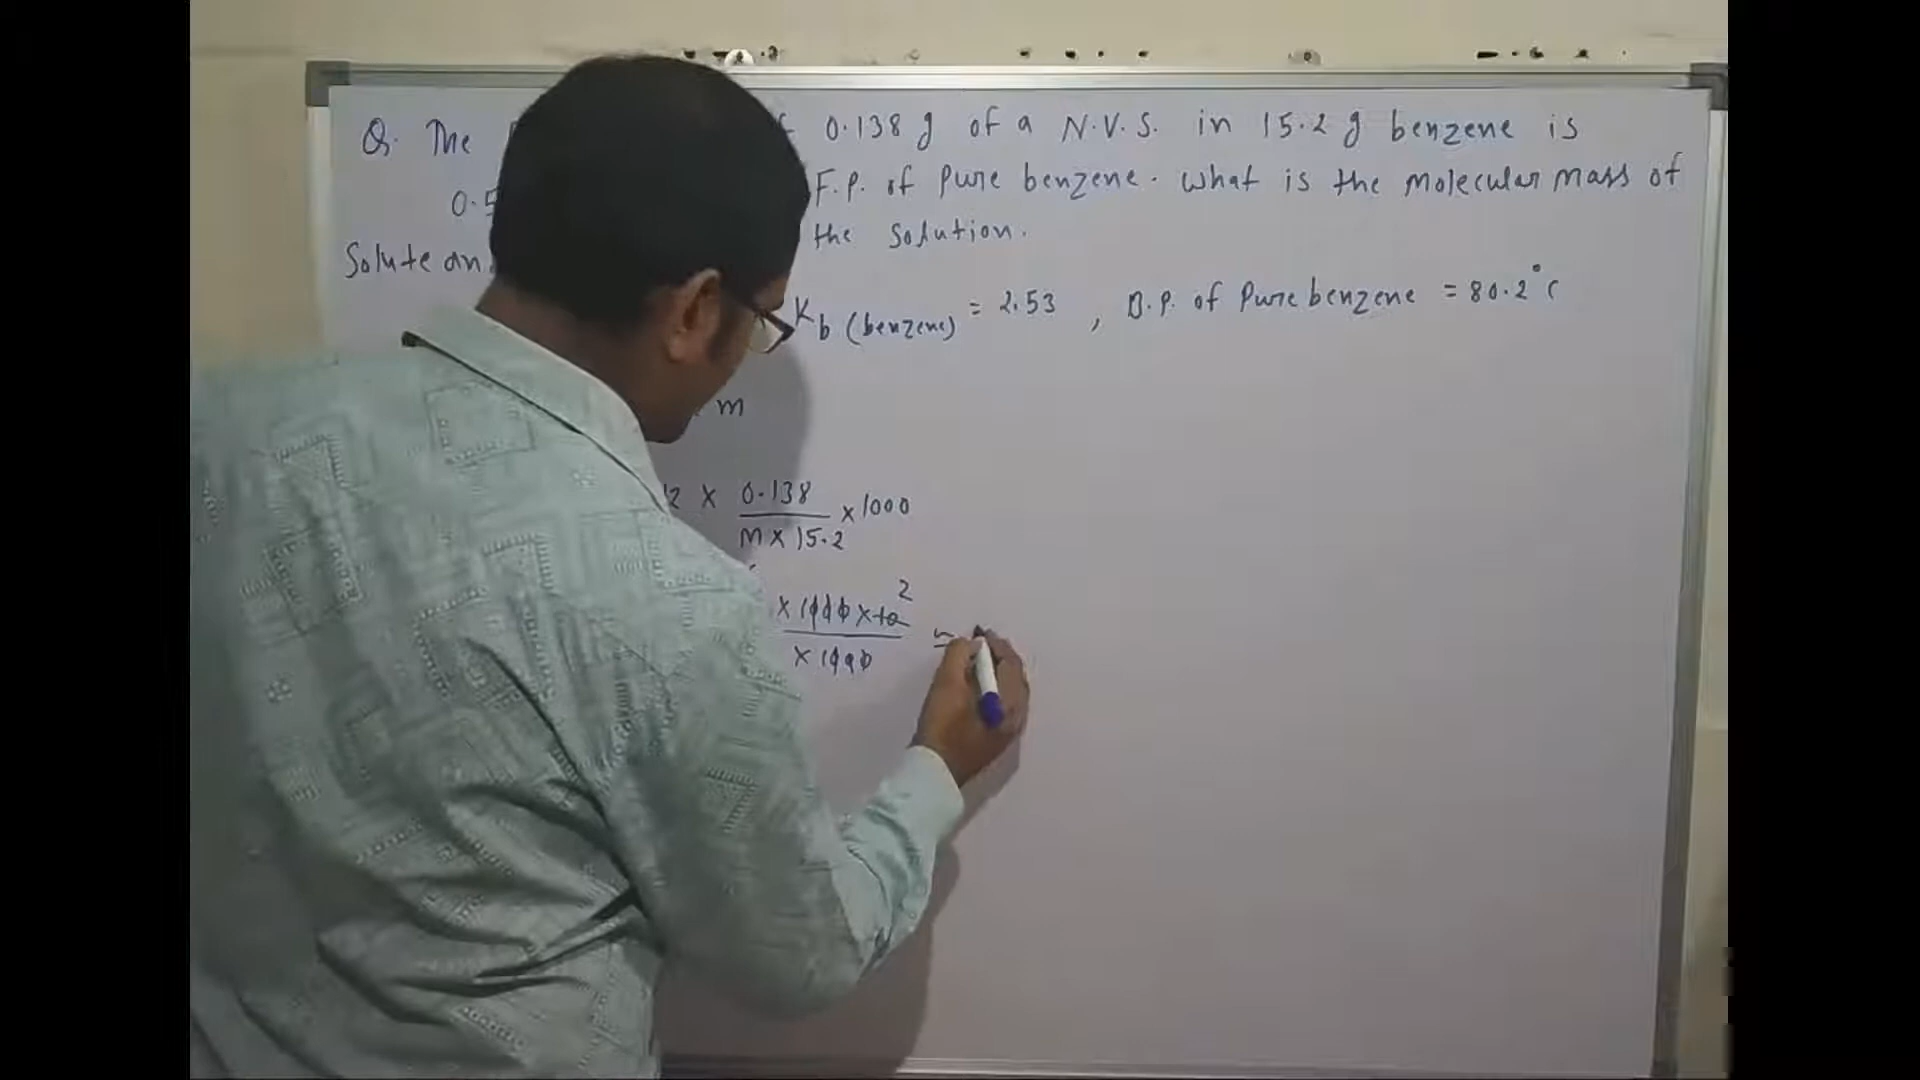 Q. The 0.138 g of a N.V.S. in 15.2 g benzene is
0.5 F.P. of Pure benzene. What is the molecular mass of
Solute an the Solution.
Kb (benzene) = 2.53 , B.P. of Pure benzene = 80.2°C
m
12 × 0.138 / m × 15.2 × 1000
× 1000 × 10 2 / × 1000 =